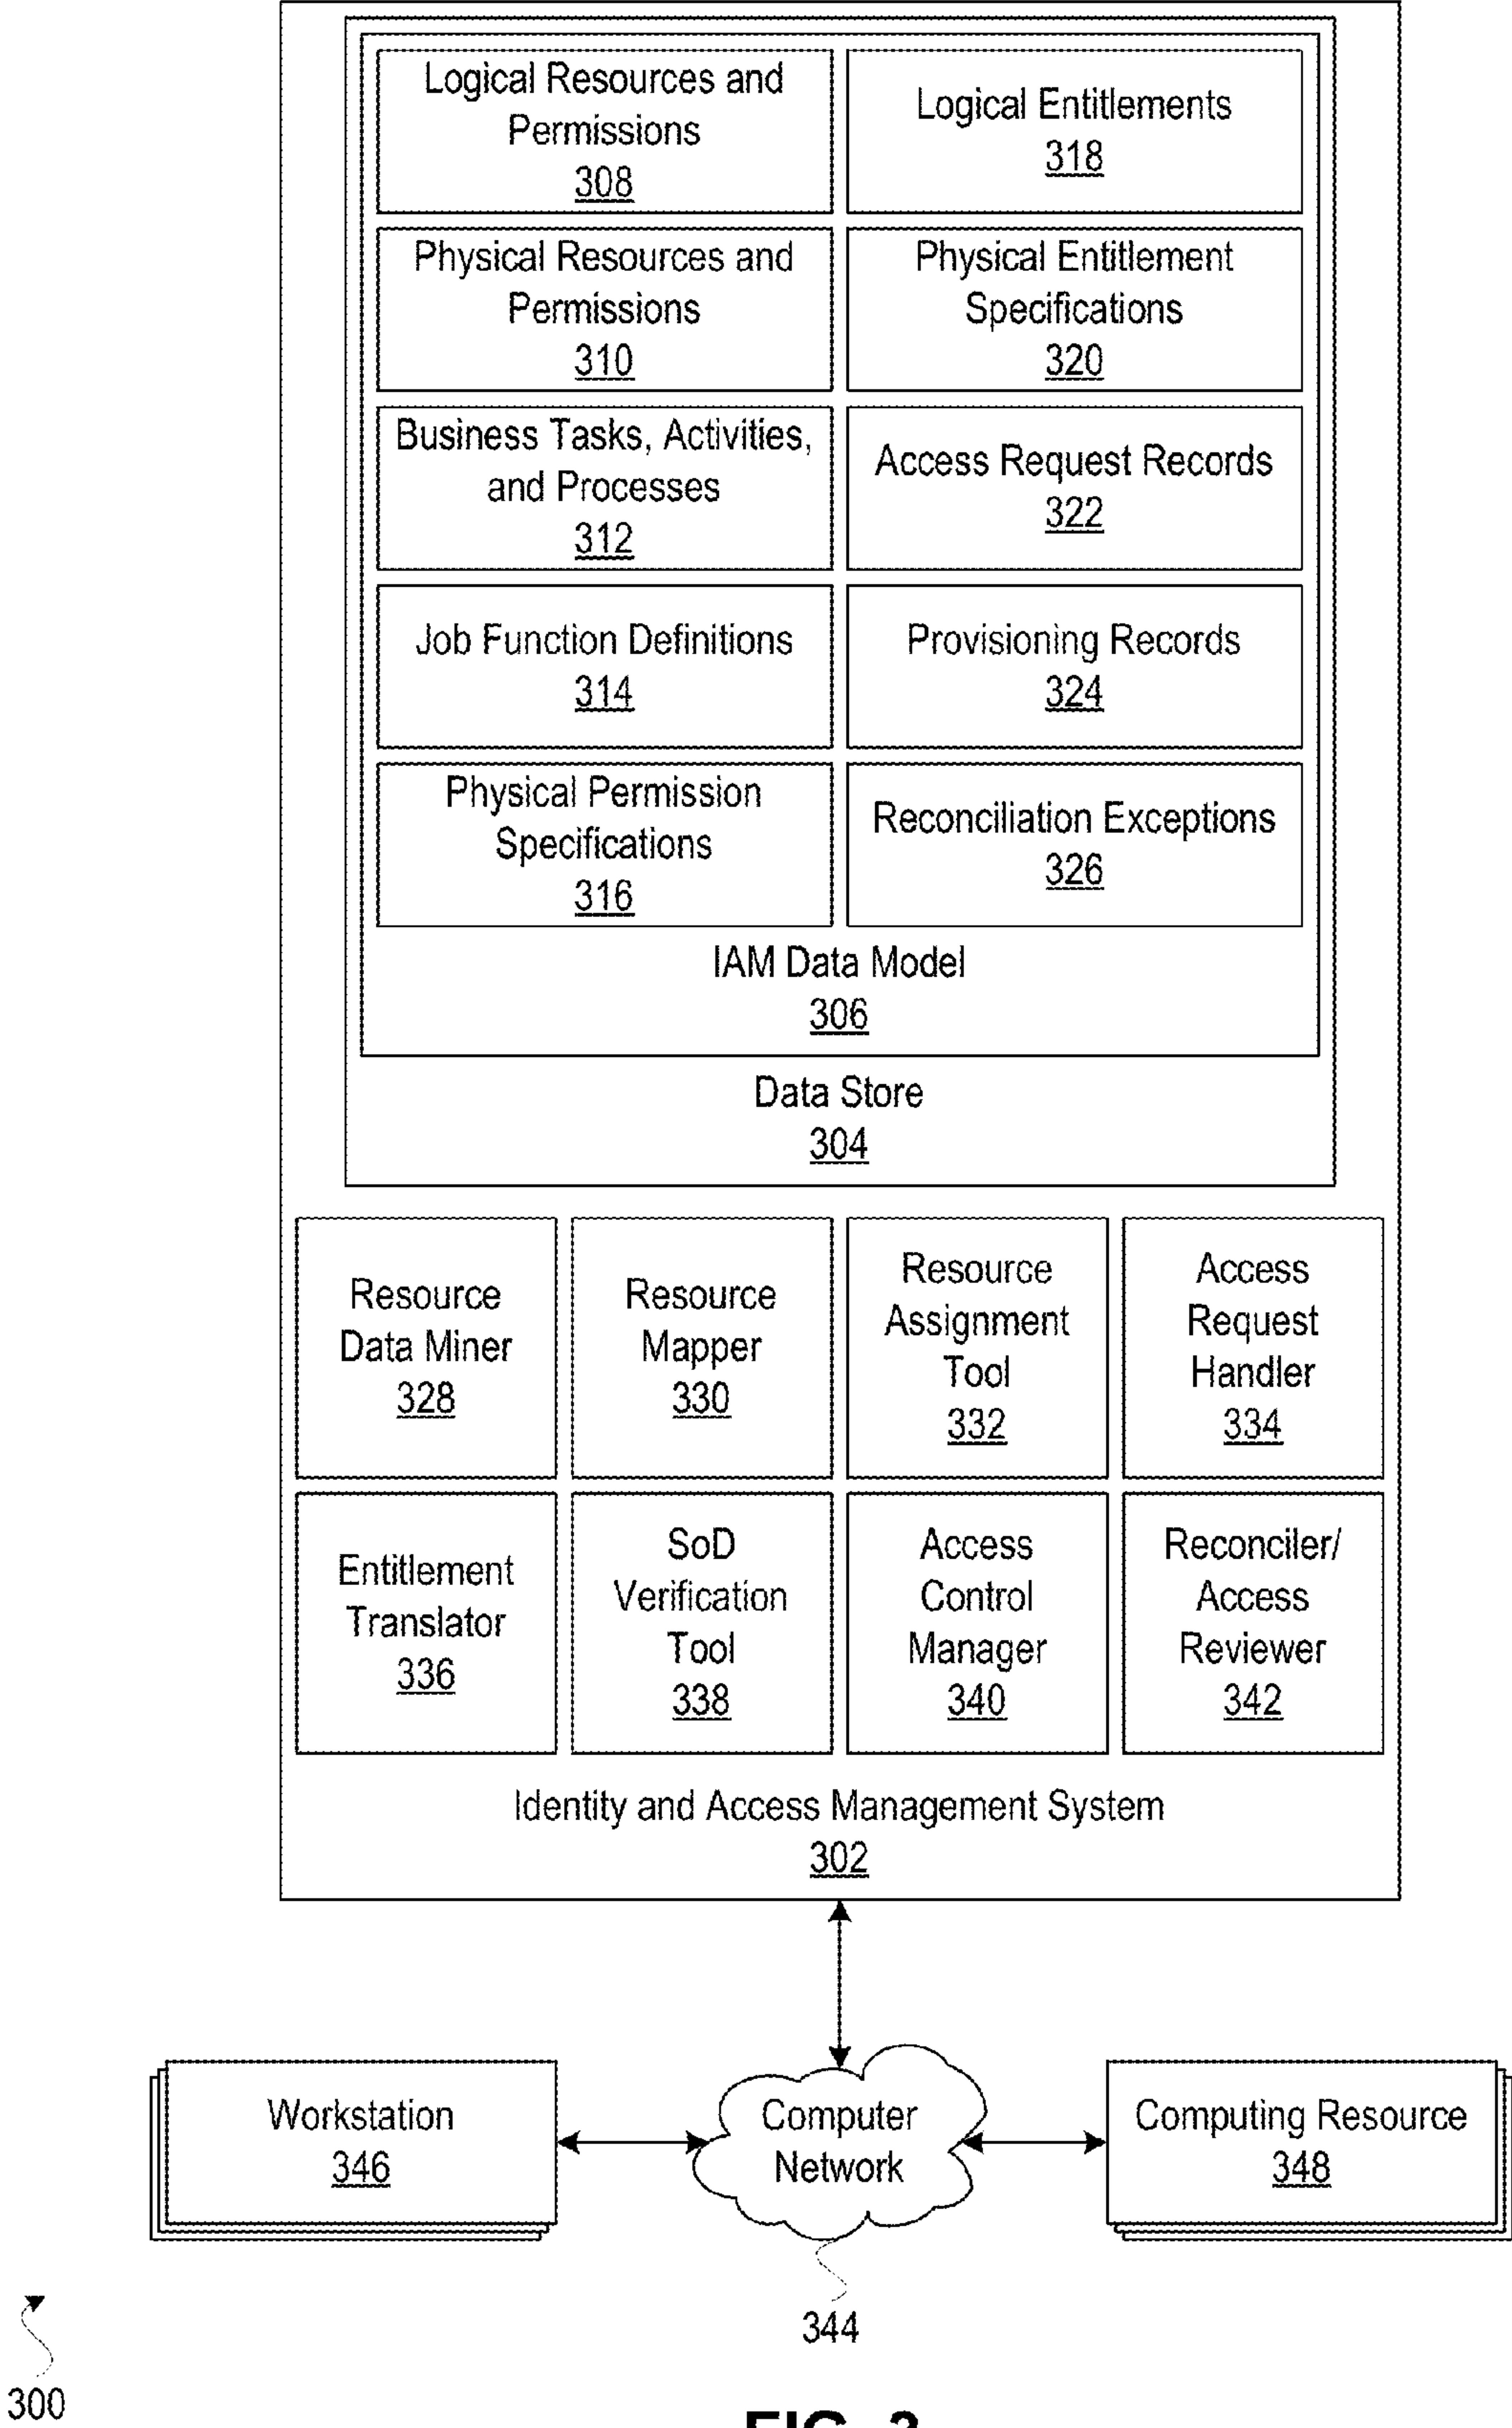 Logical Resources and
Permissions
308
Logical Entitlements
318
Physical Resources and
Permissions
310
Physical Entitlement
Specifications
320
Business Tasks, Activities,
and Processes
312
Access Request Records
322
Job Function Definitions
314
Provisioning Records
324
Physical Permission
Specifications
316
Reconciliation Exceptions
326
IAM Data Model
306
Data Store
304
Resource
Data Miner
328
Resource
Mapper
330
Resource
Assignment
Tool
332
Access
Request
Handler
334
Entitlement
Translator
336
SoD
Verification
Tool
338
Access
Control
Manager
340
Reconciler/
Access
Reviewer
342
Identity and Access Management System
302
Workstation
346
Computer
Network
Computing Resource
348
344
300
FIG. 3